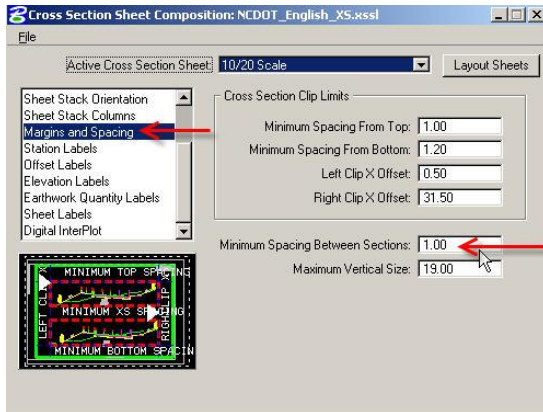 Cross Section Sheet Composition: NCDOT_English_XS.xssl
File
Active Cross Section Sheet: 10/20 Scale
Layout Sheets
Sheet Stack Orientation
Sheet Stack Columns
Margins and Spacing
Station Labels
Offset Labels
Elevation Labels
Earthwork Quantity Labels
Sheet Labels
Digital InterPlot
Cross Section Clip Limits
Minimum Spacing From Top: 1.00
Minimum Spacing From Bottom: 1.20
Left Clip X Offset: 0.50
Right Clip X Offset: 31.50
Minimum Spacing Between Sections: 1.00
Maximum Vertical Size: 19.00
MINIMUM TOP SPACING
LEFT CLIP X
MINIMUM XS SPACING
RIGHT CLIP X
MINIMUM BOTTOM SPACIN